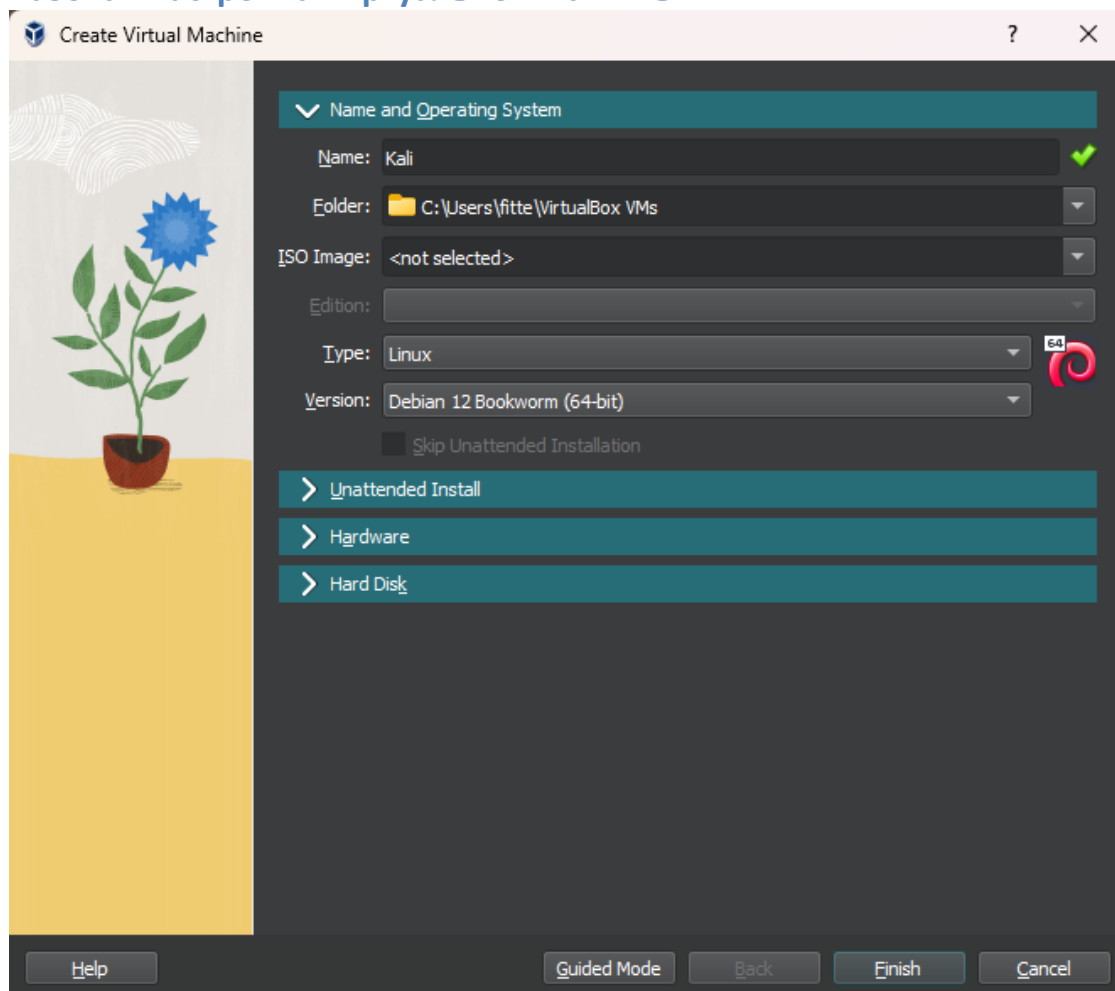 Create Virtual Machine ?
Name and Operating System
Name: Kali
Folder: C:\Users\fitte\VirtualBox VMs
ISO Image: <not selected>
Edition:
Type: Linux 64
Version: Debian 12 Bookworm (64-bit)
Skip Unattended Installation
Unattended Install
Hardware
Hard Disk
Help Guided Mode Back Finish Cancel